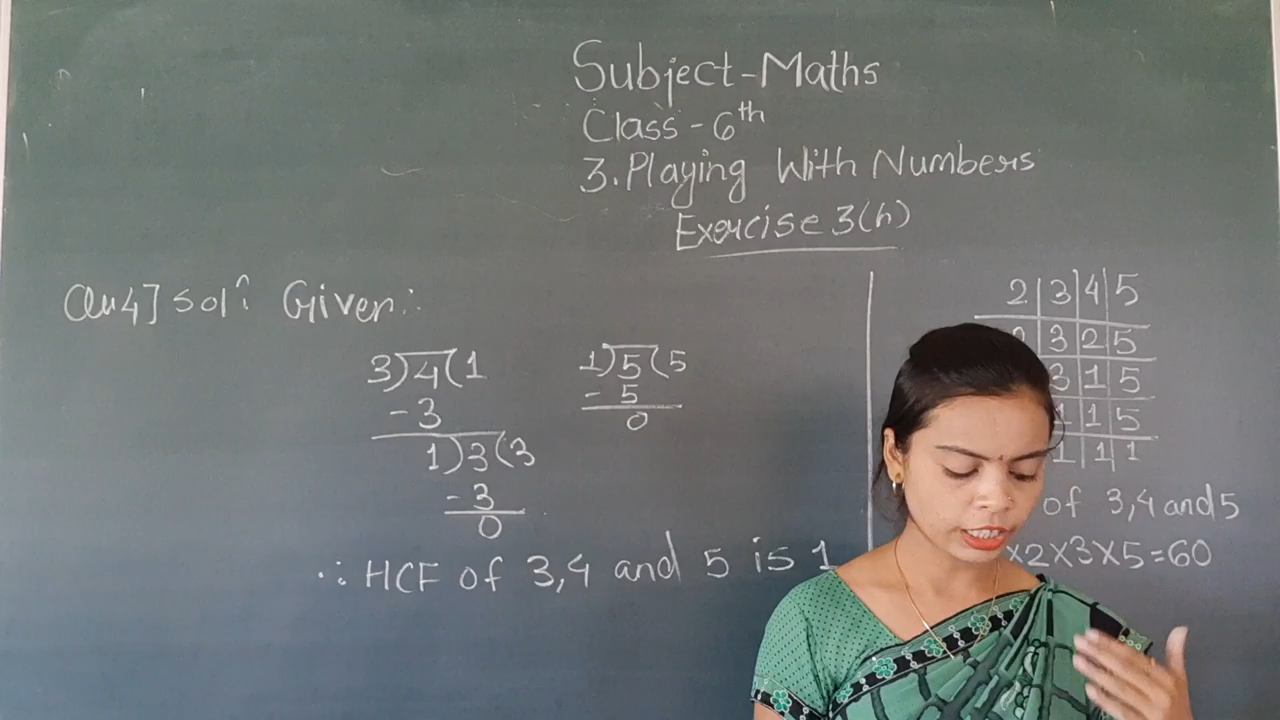 Subject-Maths
Class-6th
3. Playing With Numbers
Exercise 3(h)
Qu4] solⁿ: Given:
3)4(1
-3
1)3(3
-3
0
1)5(5
-5
0
∴ HCF of 3,4 and 5 is 1
2|3|4|5
2|3|2|5
3|1|5
1|1|5
1|1|1
of 3,4 and 5
×2×3×5=60